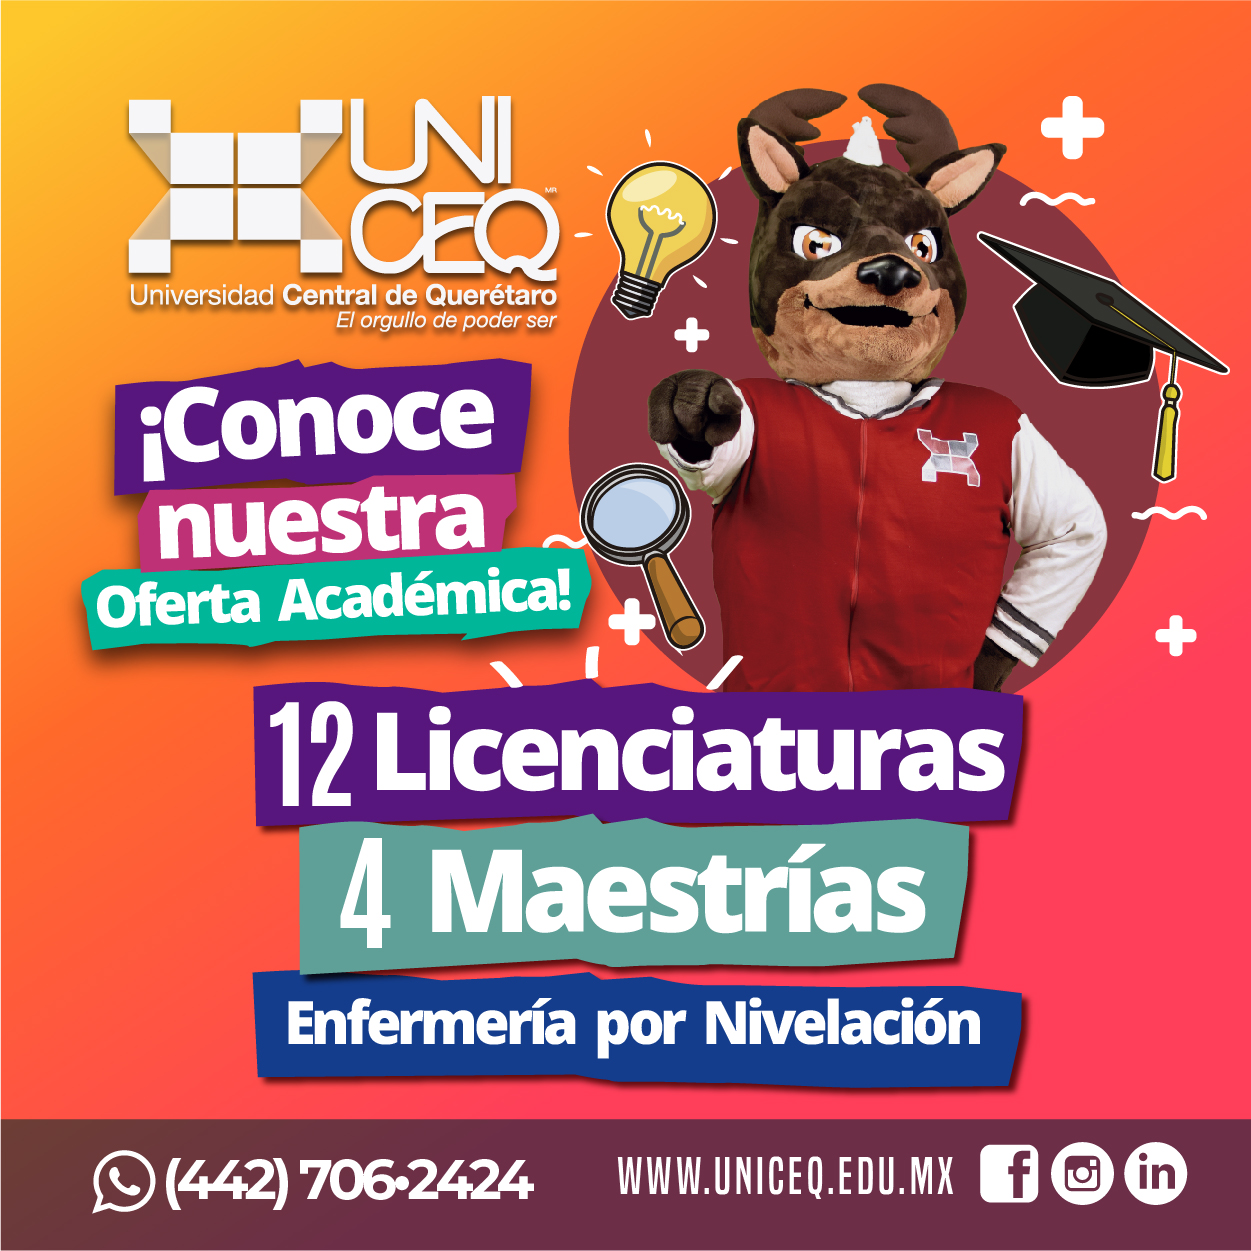 UNI
CEQ
MR
Universidad Central de Querétaro
El orgullo de poder ser
¡Conoce
nuestra
Oferta Académica!
12 Licenciaturas
4 Maestrías
Enfermería por Nivelación
(442) 706•2424
WWW.UNICEQ.EDU.MX